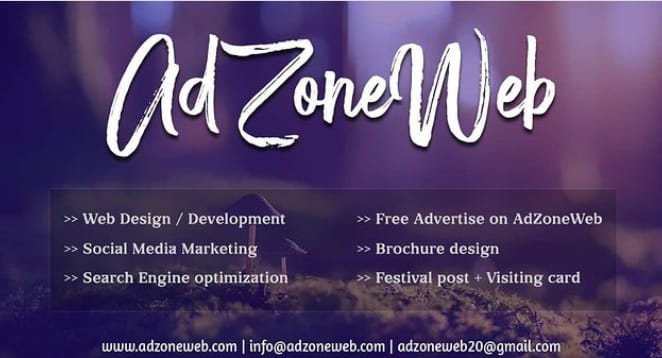 AdZoneWeb
>> Web Design / Development
>> Social Media Marketing
>> Search Engine optimization
>> Free Advertise on AdZoneWeb
>> Brochure design
>> Festival post + Visiting card
www.adzoneweb.com | info@adzoneweb.com | adzoneweb20@gmail.com